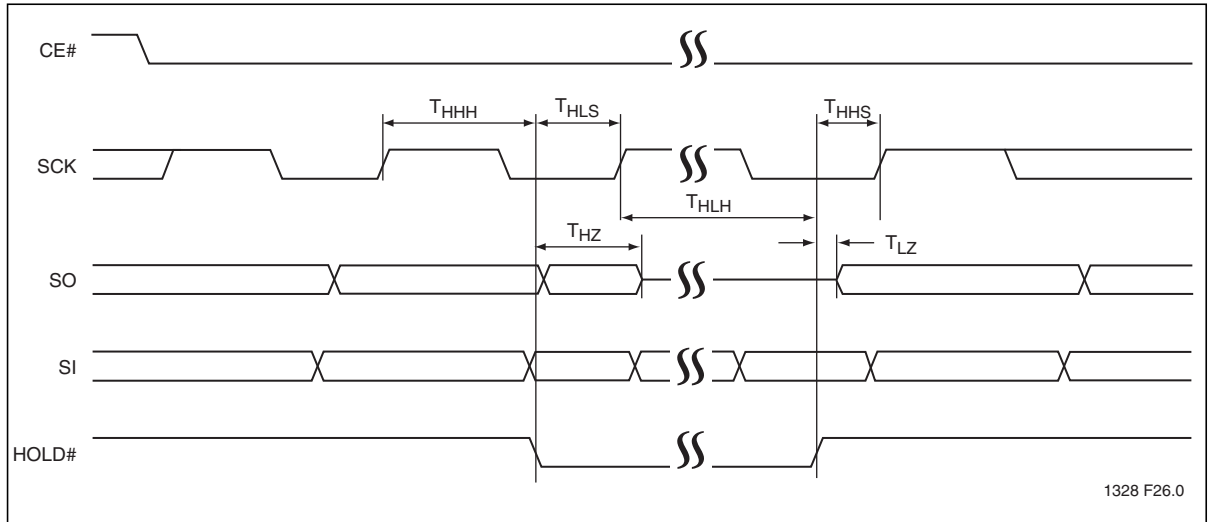 CE#
THHH
THLS
THHS
SCK
THLH
THZ
TLZ
SO
SI
HOLD#
1328 F26.0